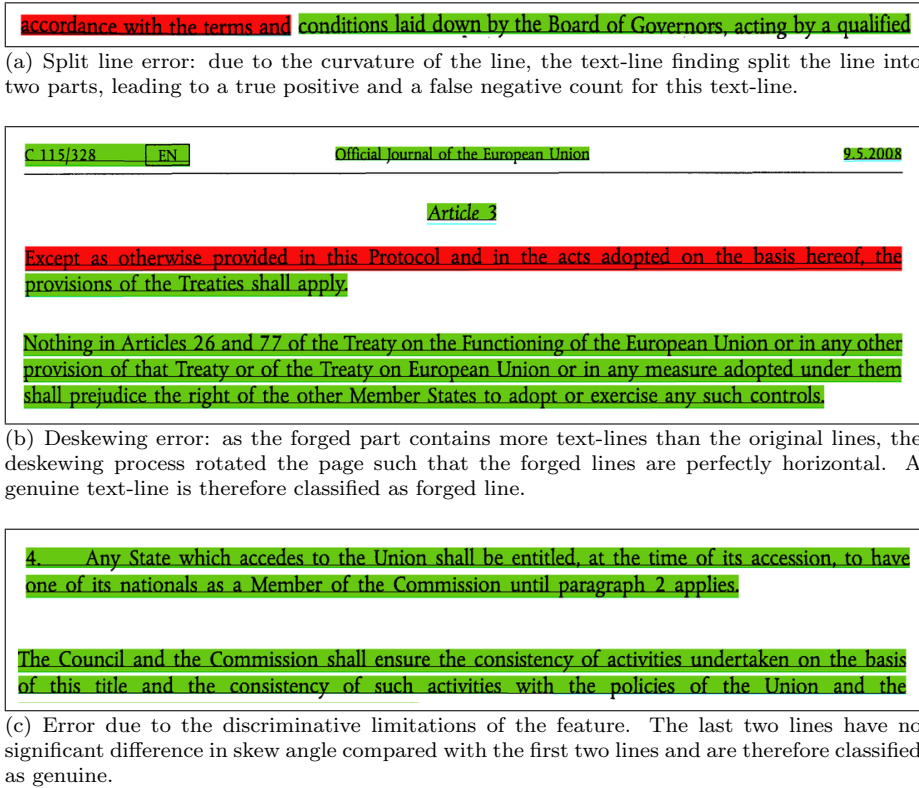 accordance with the terms and conditions laid down by the Board of Governors, acting by a qualified
(a) Split line error: due to the curvature of the line, the text-line finding split the line into
two parts, leading to a true positive and a false negative count for this text-line.
C 115/328 EN Official Journal of the European Union 9.5.2008
Article 3
Except as otherwise provided in this Protocol and in the acts adopted on the basis hereof, the
provisions of the Treaties shall apply.
Nothing in Articles 26 and 77 of the Treaty on the Functioning of the European Union or in any other
provision of that Treaty or of the Treaty on European Union or in any measure adopted under them
shall prejudice the right of the other Member States to adopt or exercise any such controls.
(b) Deskewing error: as the forged part contains more text-lines than the original lines, the
deskewing process rotated the page such that the forged lines are perfectly horizontal. A
genuine text-line is therefore classified as forged line.
4. Any State which accedes to the Union shall be entitled, at the time of its accession, to have
one of its nationals as a Member of the Commission until paragraph 2 applies.
The Council and the Commission shall ensure the consistency of activities undertaken on the basis
of this title and the consistency of such activities with the policies of the Union and the
(c) Error due to the discriminative limitations of the feature. The last two lines have no
significant difference in skew angle compared with the first two lines and are therefore classified
as genuine.